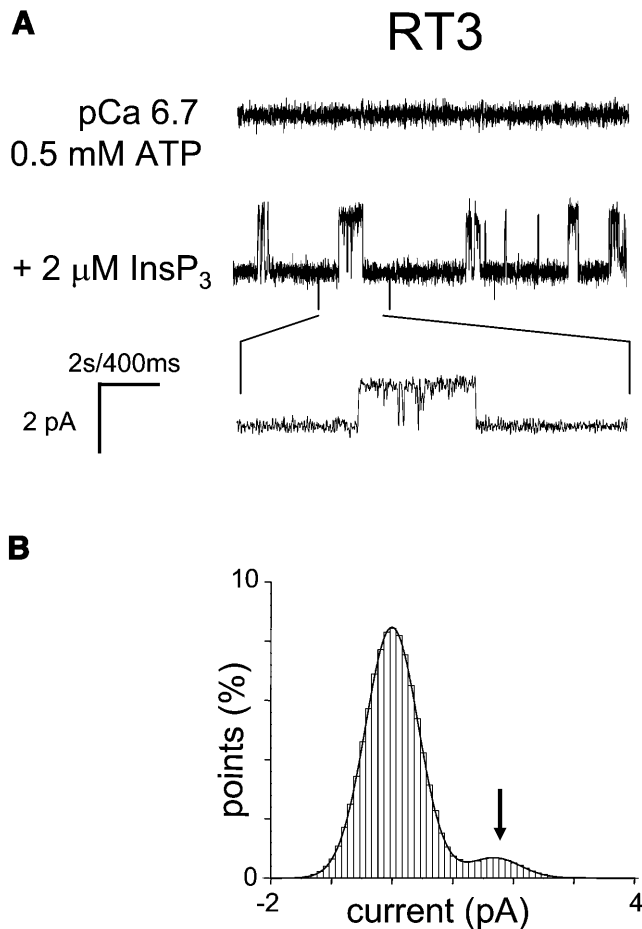 A
RT3
pCa 6.7
0.5 mM ATP
+ 2 μM InsP₃
2s/400ms
2 pA
B
10
points (%)
0
-2
current (pA)
4